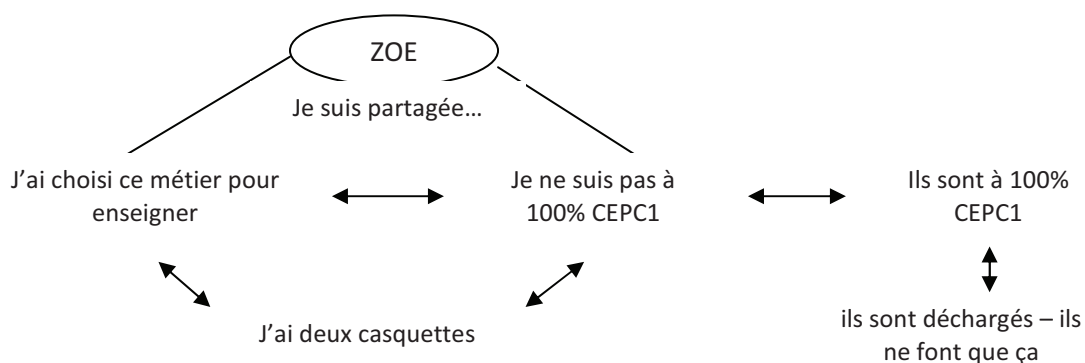 ZOE
Je suis partagée…
J’ai choisi ce métier pour
enseigner
Je ne suis pas à
100% CEPC1
Ils sont à 100%
CEPC1
J’ai deux casquettes
ils sont déchargés – ils
ne font que ça